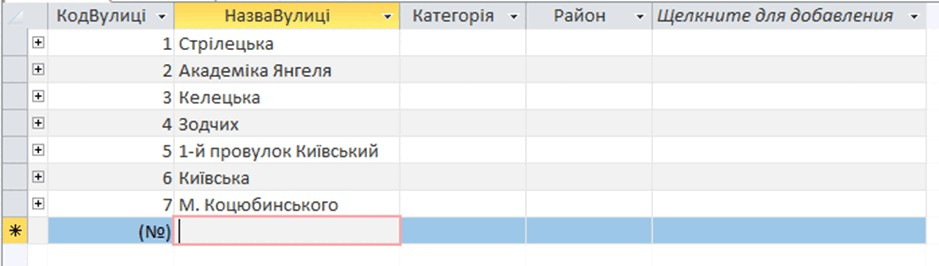 КодВулиці НазваВулиці Категорія Район Щелкните для добавления
1 Стрілецька
2 Академіка Янгеля
3 Келецька
4 Зодчих
5 1-й провулок Київський
6 Київська
7 М. Коцюбинського
(№)